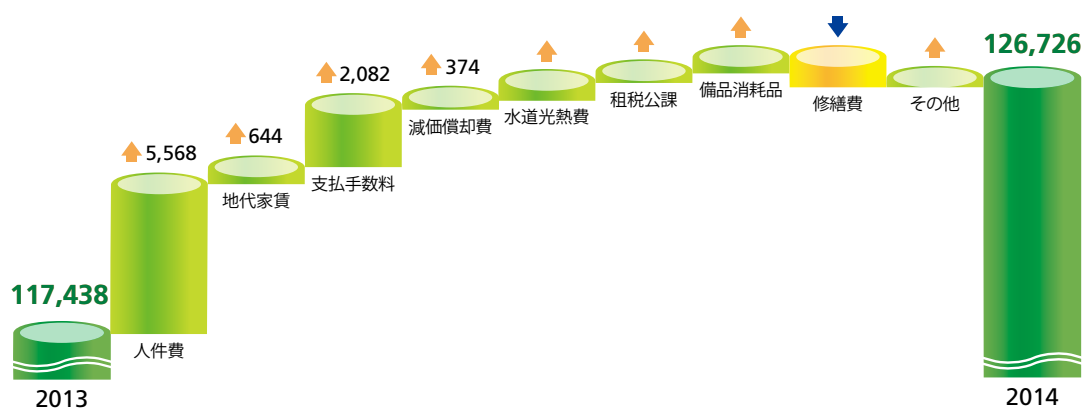 117,438
2013
5,568
人件費
644
地代家賃
2,082
支払手数料
374
減価償却費
水道光熱費
租税公課
備品消耗品
修繕費
その他
126,726
2014